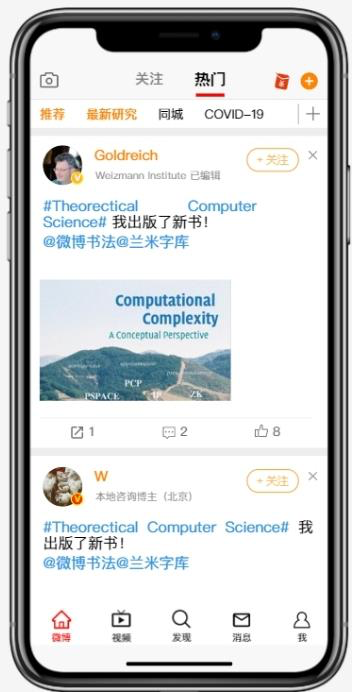 关注 热门
推荐 最新研究 同城 COVID-19
Goldreich
+关注
Weizmann Institute 已编辑
#Theorectical Computer
Science# 我出版了新书！
@微博书法@兰米字库
Computational
Complexity
A Conceptual Perspective
PCP
PSPACE IP ZK
1 2 8
W
+关注
本地咨询博主（北京）
#Theorectical Computer Science# 我
出版了新书！
@微博书法@兰米字库
微博 视频 发现 消息 我